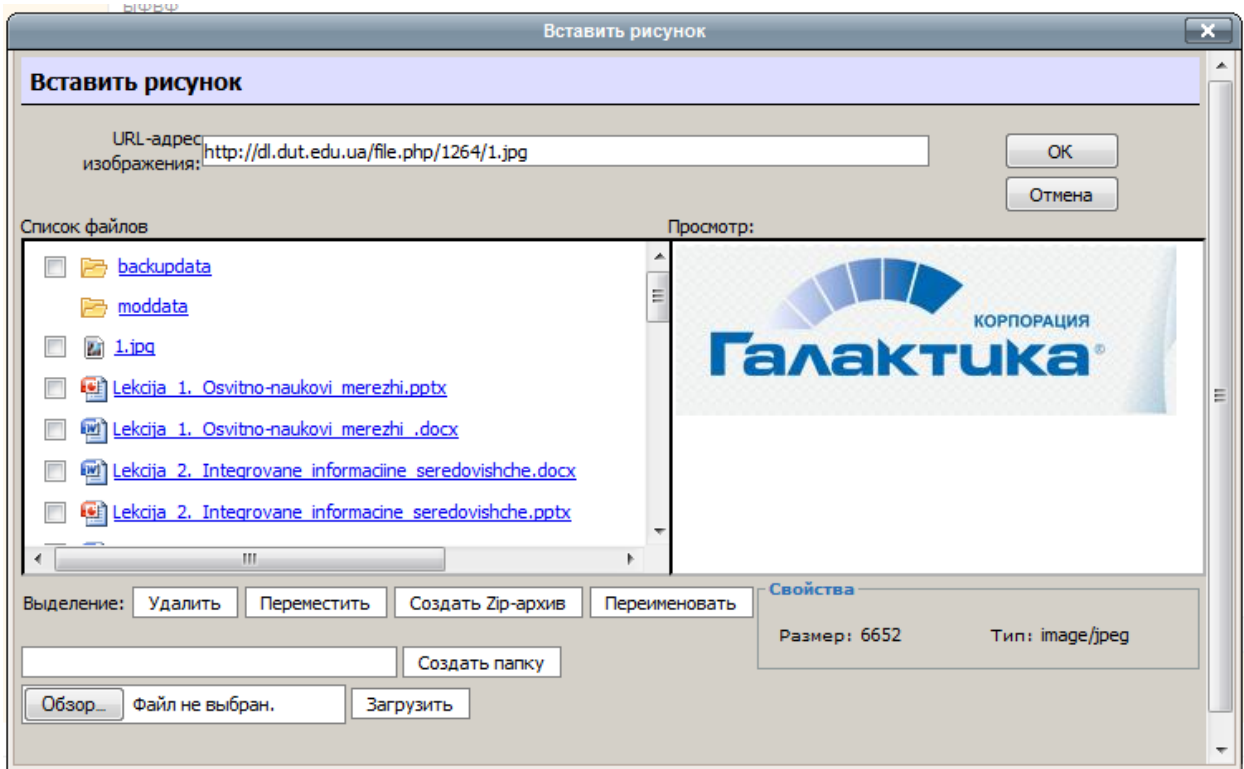 ЫФВФ
Вставить рисунок
Вставить рисунок
URL-адрес изображения:
http://dl.dut.edu.ua/file.php/1264/1.jpg
OK
Отмена
Список файлов
Просмотр:
backupdata
moddata
1.jpg
Lekcija_1._Osvitno-naukovi_merezhi.pptx
Lekcija_1._Osvitno-naukovi_merezhi_.docx
Lekcija_2._Integrovane_informaciine_seredovishche.docx
Lekcija_2._Integrovane_informacine_seredovishche.pptx
КОРПОРАЦИЯ
Галактика®
Выделение: Удалить Переместить Создать Zip-архив Переименовать
Свойства
Размер: 6652 Тип: image/jpeg
Создать папку
Обзор… Файл не выбран. Загрузить